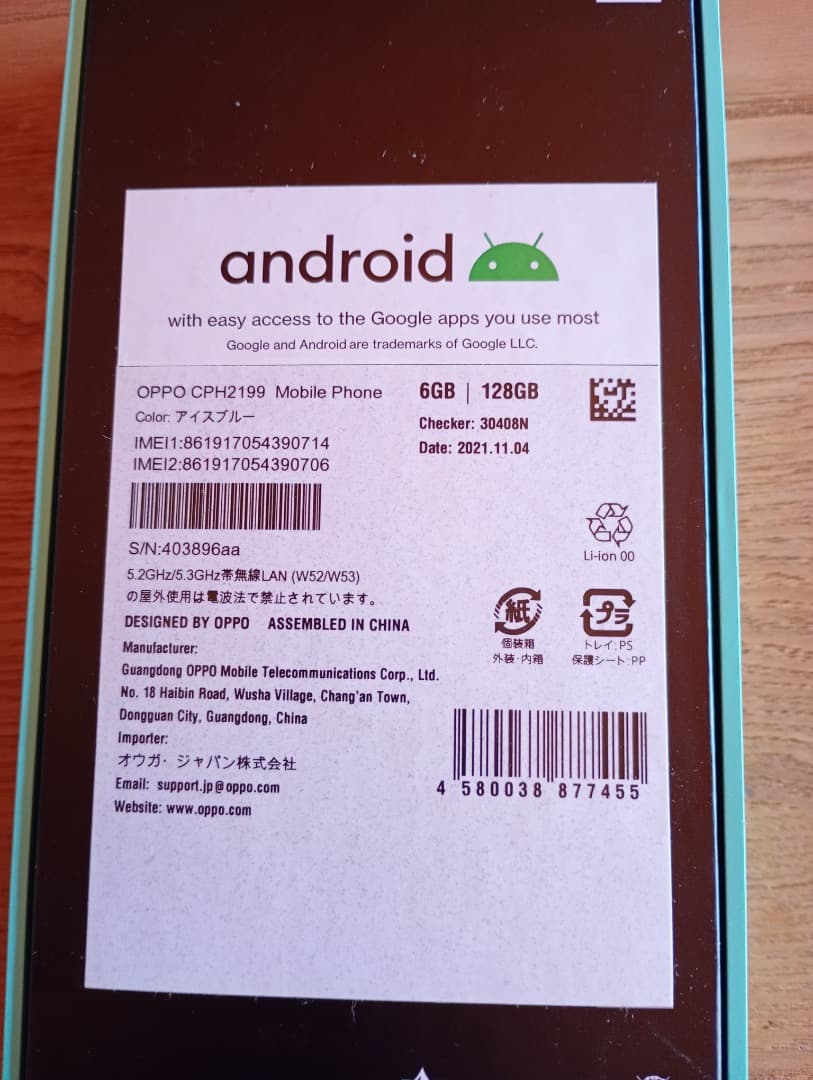 android
with easy access to the Google apps you use most
Google and Android are trademarks of Google LLC.
OPPO CPH2199 Mobile Phone
6GB | 128GB
Color: アイスブルー
Checker: 30408N
IMEI1:861917054390714
Date: 2021.11.04
IMEI2:861917054390706
S/N:403896aa
Li-ion 00
5.2GHz/5.3GHz帯無線LAN (W52/W53)
の屋外使用は電波法で禁止されています。
DESIGNED BY OPPO ASSEMBLED IN CHINA
紙
個装箱
外装・内箱
プラ
トレイ:PS
保護シート:PP
Manufacturer:
Guangdong OPPO Mobile Telecommunications Corp., Ltd.
No. 18 Haibin Road, Wusha Village, Chang'an Town,
Dongguan City, Guangdong, China
Importer:
オウガ・ジャパン株式会社
Email: support.jp@oppo.com
Website: www.oppo.com
4 580038 877455